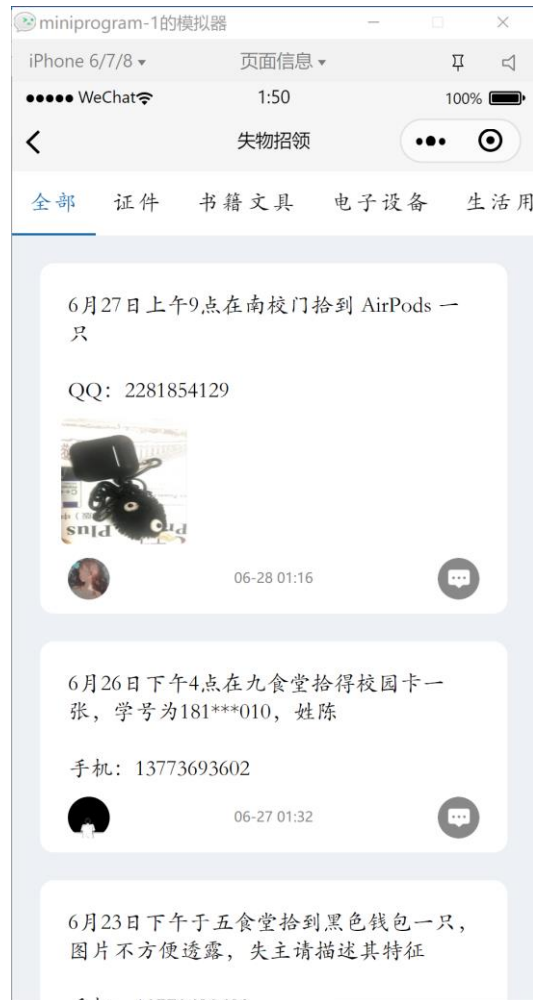 miniprogram-1的模拟器
iPhone 6/7/8 页面信息
WeChat 1:50 100%
失物招领
全部 证件 书籍文具 电子设备 生活用
6月27日上午9点在南校门拾到 AirPods 一
只
QQ：2281854129
Plus
06-28 01:16
6月26日下午4点在九食堂拾得校园卡一
张，学号为181***010，姓陈
手机：13773693602
06-27 01:32
6月23日下午于五食堂拾到黑色钱包一只，
图片不方便透露，失主请描述其特征